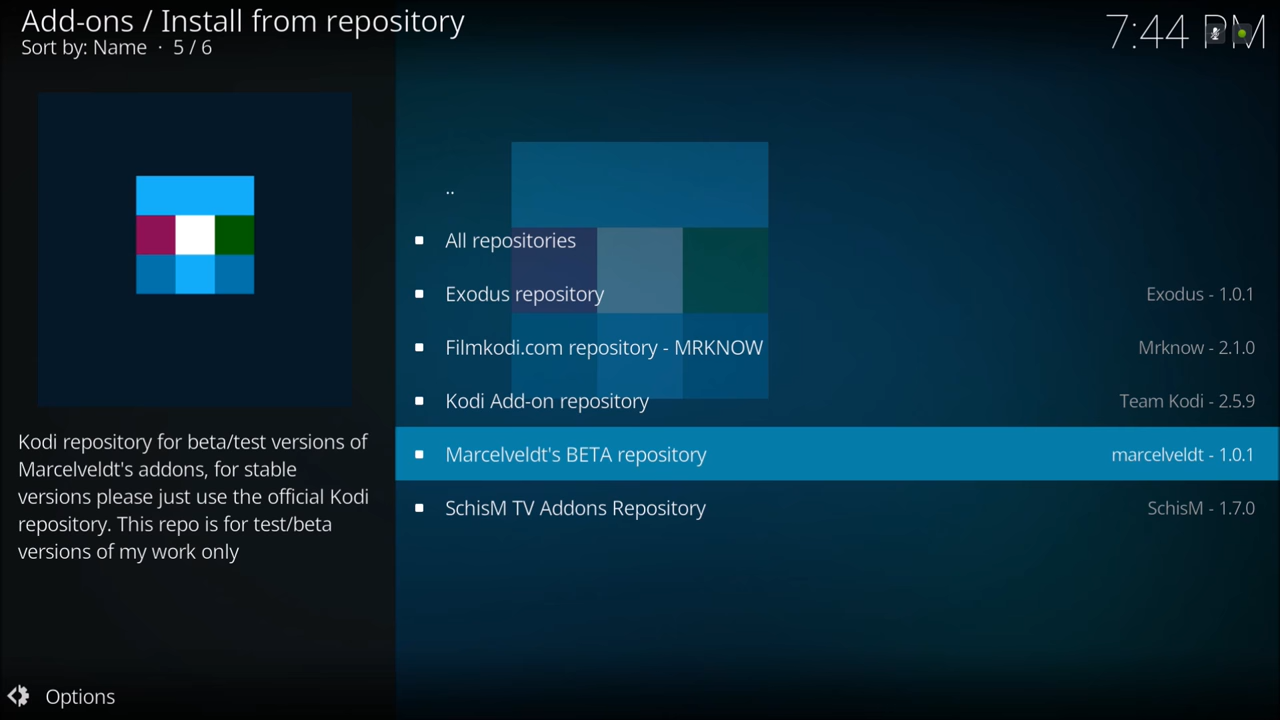 Add-ons / Install from repository
Sort by: Name · 5 / 6
7:44 PM
..
All repositories
Exodus repository Exodus - 1.0.1
Filmkodi.com repository - MRKNOW Mrknow - 2.1.0
Kodi Add-on repository Team Kodi - 2.5.9
Marcelveldt's BETA repository marcelveldt - 1.0.1
SchisM TV Addons Repository SchisM - 1.7.0
Kodi repository for beta/test versions of
Marcelveldt's addons, for stable
versions please just use the official Kodi
repository. This repo is for test/beta
versions of my work only
Options